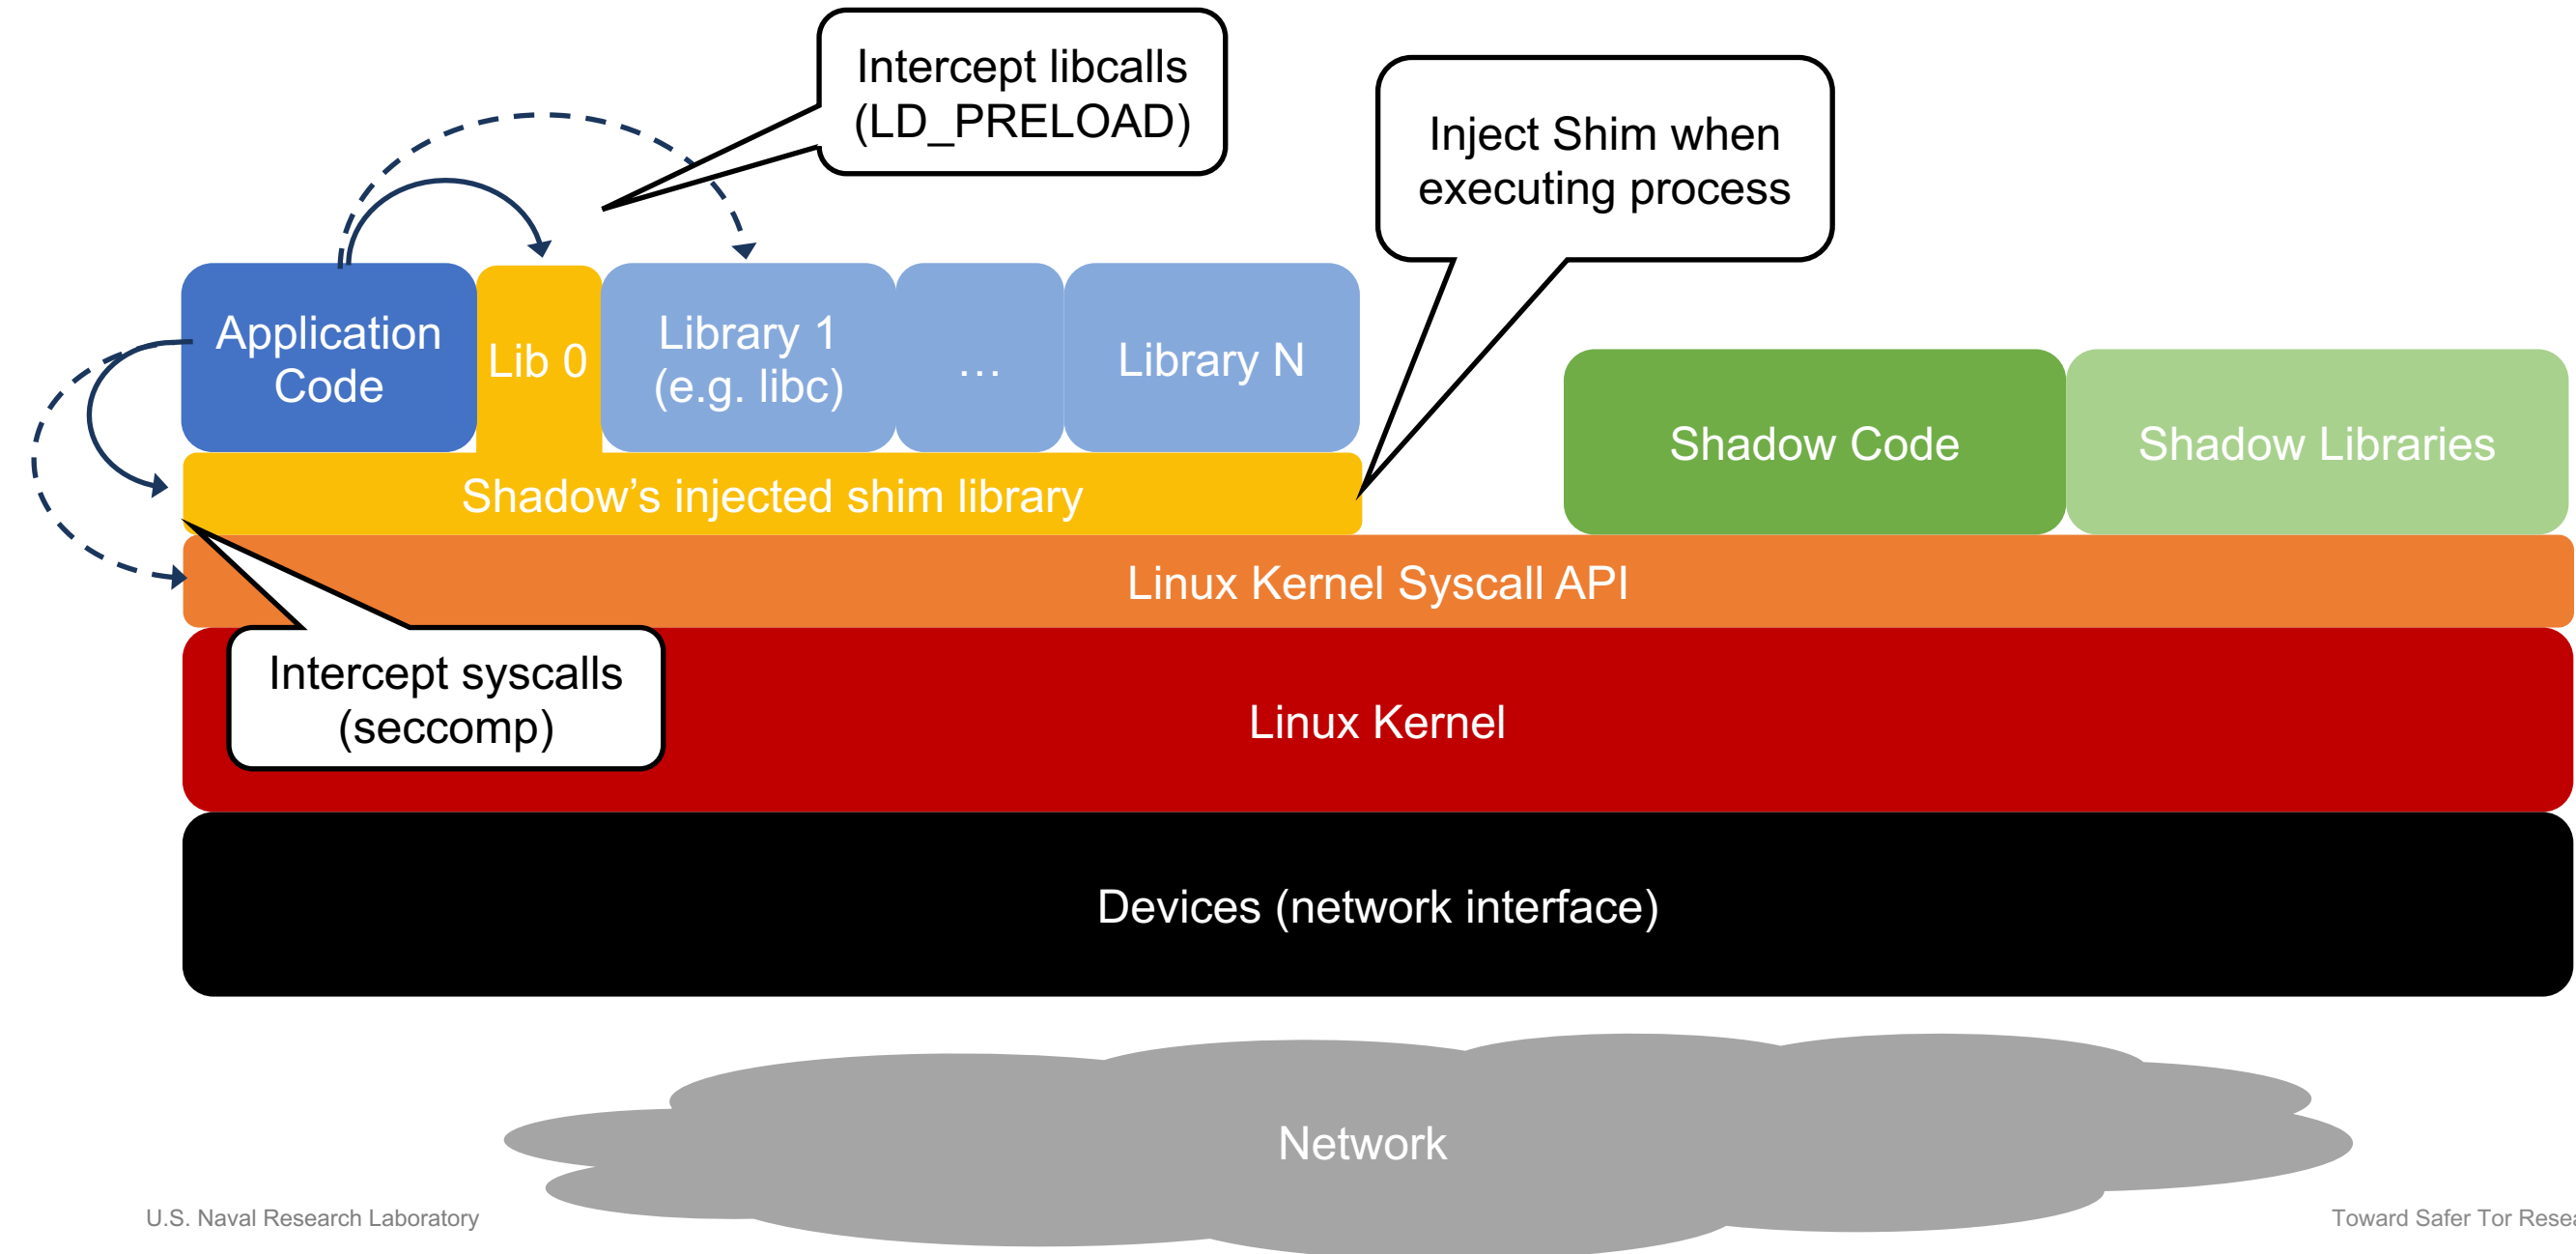 Intercept libcalls
(LD_PRELOAD)
Inject Shim when
executing process
Application
Code
Lib 0
Library 1
(e.g. libc)
...
Library N
Shadow Code
Shadow Libraries
Shadow’s injected shim library
Linux Kernel Syscall API
Intercept syscalls
(seccomp)
Linux Kernel
Devices (network interface)
Network
U.S. Naval Research Laboratory
Toward Safer Tor Resea